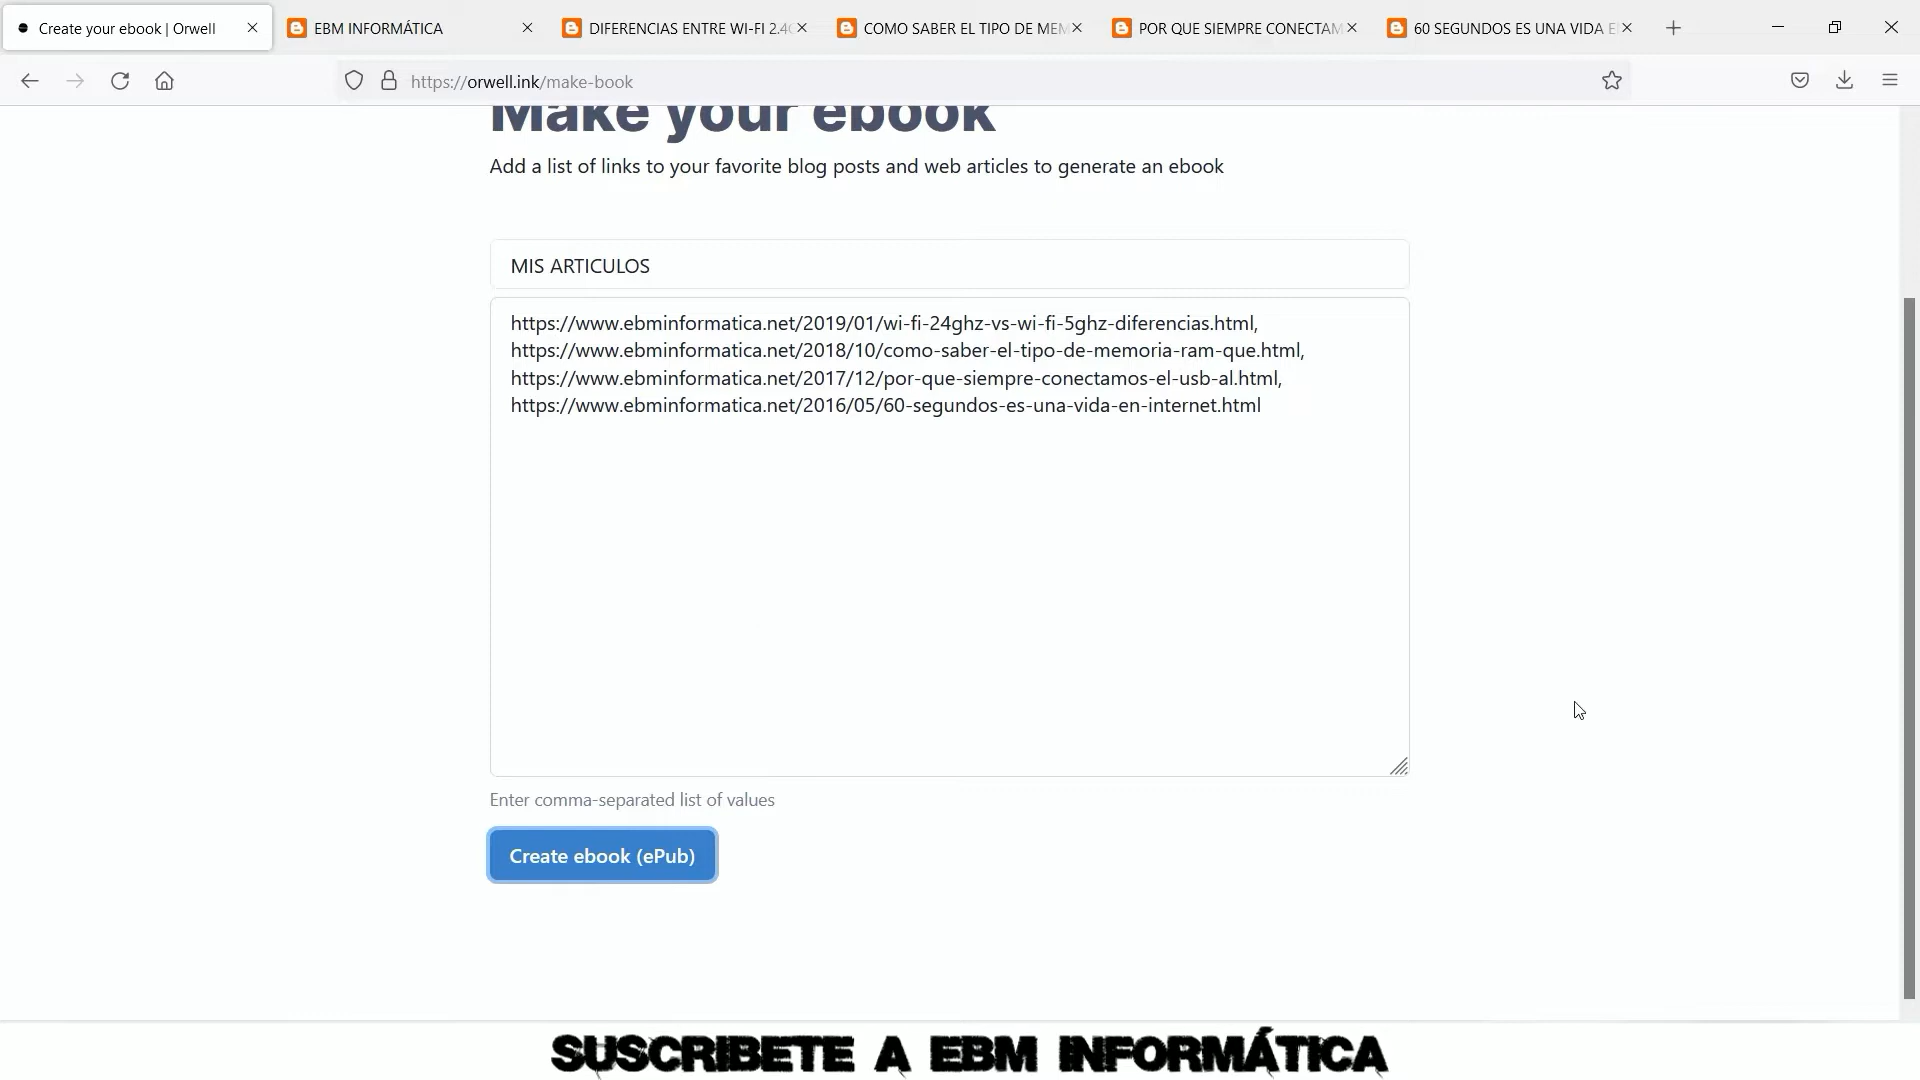 Create your ebook | Orwell
EBM INFORMÁTICA
DIFERENCIAS ENTRE WI-FI 2.4G
COMO SABER EL TIPO DE MEM
POR QUE SIEMPRE CONECTAM
60 SEGUNDOS ES UNA VIDA E
https://orwell.ink/make-book
Make your ebook
Add a list of links to your favorite blog posts and web articles to generate an ebook
MIS ARTICULOS
https://www.ebminformatica.net/2019/01/wi-fi-24ghz-vs-wi-fi-5ghz-diferencias.html,
https://www.ebminformatica.net/2018/10/como-saber-el-tipo-de-memoria-ram-que.html,
https://www.ebminformatica.net/2017/12/por-que-siempre-conectamos-el-usb-al.html,
https://www.ebminformatica.net/2016/05/60-segundos-es-una-vida-en-internet.html
Enter comma-separated list of values
Create ebook (ePub)
SUSCRIBETE A EBM INFORMÁTICA